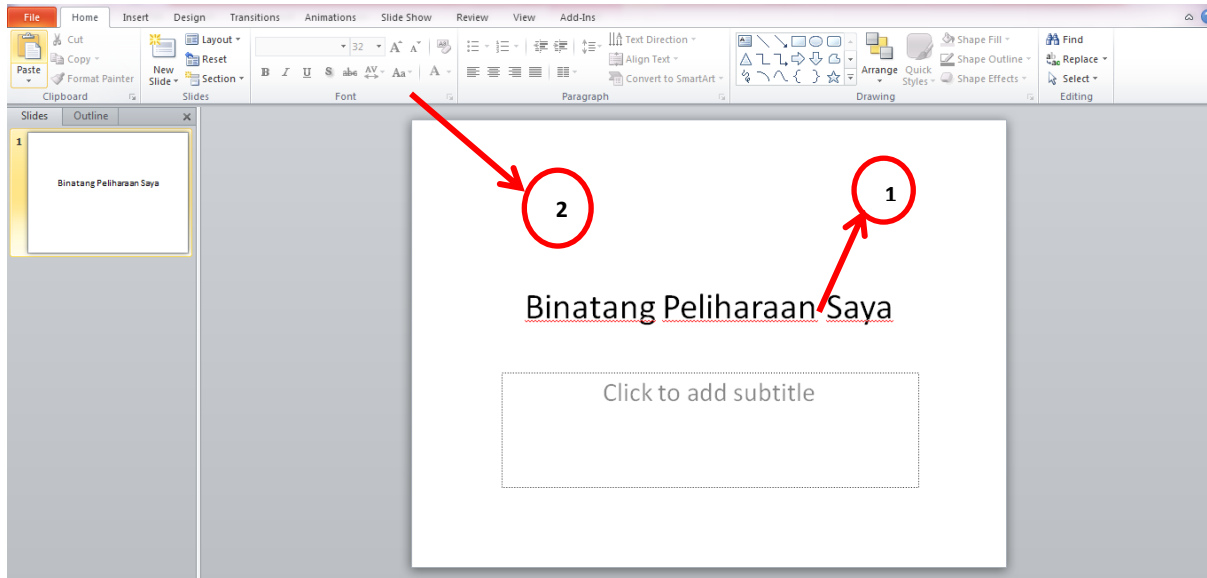 File Home Insert Design Transitions Animations Slide Show Review View Add-Ins
Paste
Cut
Copy
Format Painter
Clipboard
New Slide
Layout
Reset
Section
Slides
32 A A
B I U S abc AV Aa A
Font
Text Direction
Align Text
Convert to SmartArt
Paragraph
Arrange
Quick Styles
Shape Fill
Shape Outline
Shape Effects
Drawing
Find
Replace
Select
Editing
Slides Outline
1
Binatang Peliharaan Saya
2
1
Binatang Peliharaan Saya
Click to add subtitle